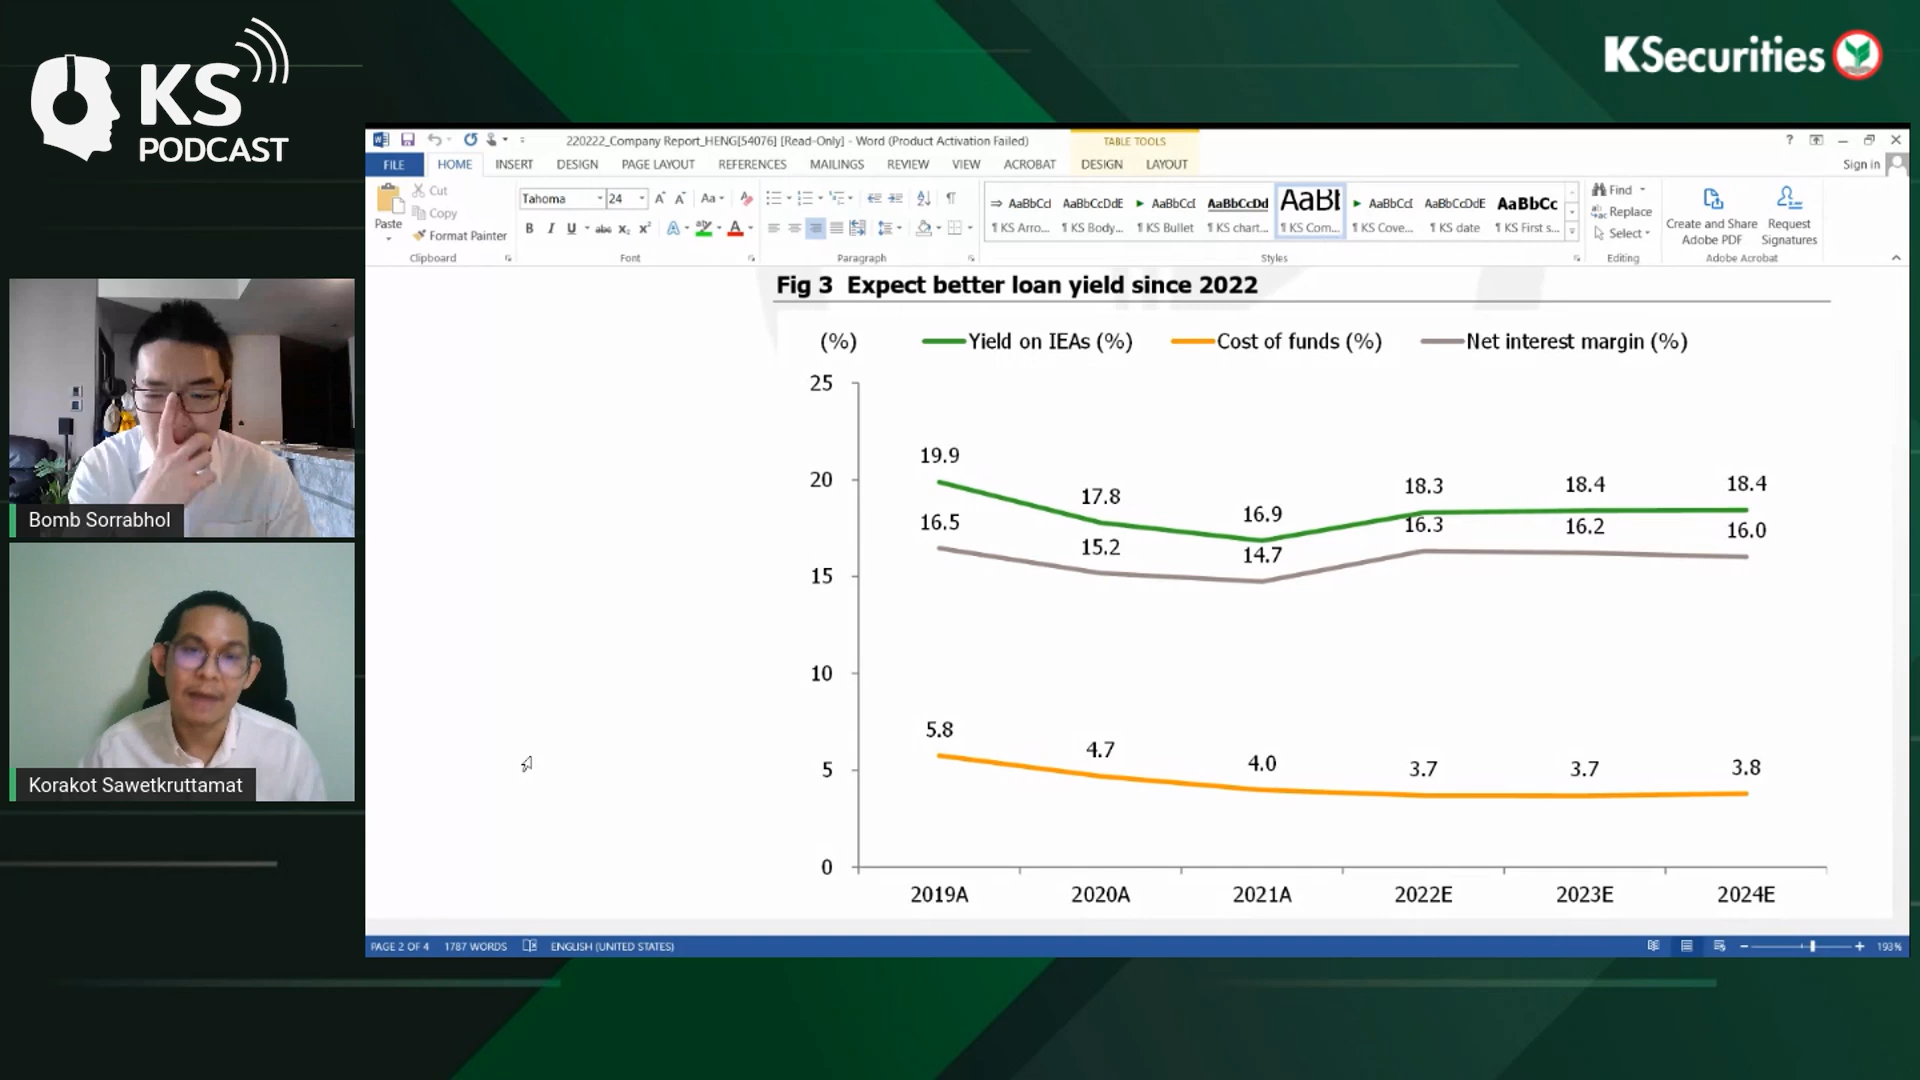 KS
PODCAST
KSecurities
220222_Company Report_HENG[54076] [Read-Only] - Word (Product Activation Failed)
TABLE TOOLS
?
FILE
HOME
INSERT
DESIGN
PAGE LAYOUT
REFERENCES
MAILINGS
REVIEW
VIEW
ACROBAT
DESIGN
LAYOUT
Sign in
Paste
Cut
Copy
Format Painter
Clipboard
Tahoma
24
Font
Paragraph
AaBbCcI
¶ KS Arro...
AaBbCcDdE
¶ KS Body...
AaBbCcI
¶ KS Bullet
AaBbCcDd
¶ KS chart...
AaBbI
¶ KS Com...
AaBbCcI
¶ KS Cove...
AaBbCcDdE
¶ KS date
AaBbCc
¶ KS First s...
Styles
Find
Replace
Select
Editing
Create and Share
Adobe PDF
Request
Signatures
Adobe Acrobat
Fig 3 Expect better loan yield since 2022
(%)
Yield on IEAs (%)
Cost of funds (%)
Net interest margin (%)
25
20
15
10
5
0
19.9
17.8
16.9
18.3
18.4
18.4
16.5
15.2
14.7
16.3
16.2
16.0
5.8
4.7
4.0
3.7
3.7
3.8
2019A
2020A
2021A
2022E
2023E
2024E
Bomb Sorrabhol
Korakot Sawetkruttamat
PAGE 2 OF 4
1787 WORDS
ENGLISH (UNITED STATES)
193%